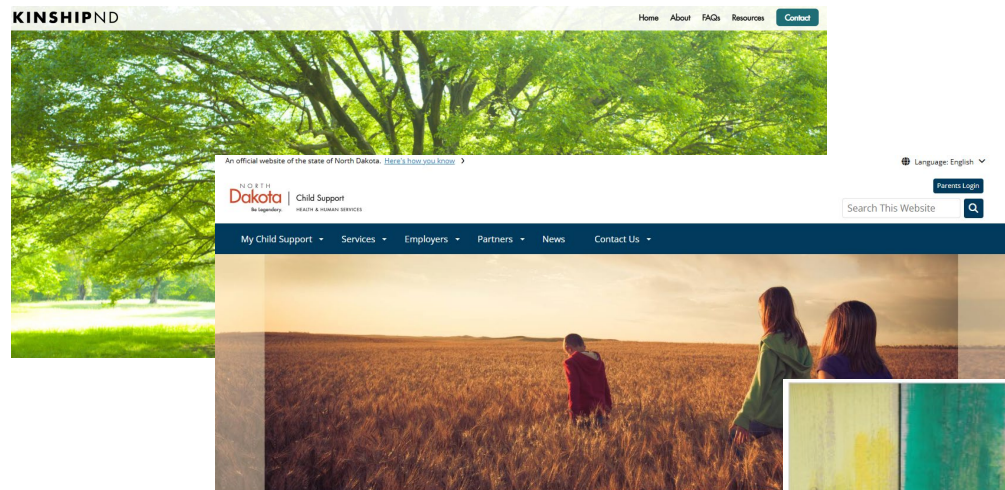 KINSHIPND
Home About FAQs Resources Contact
An official website of the state of North Dakota. Here's how you know
Language: English
NORTH
Dakota
Be Legendary.
Child Support
HEALTH & HUMAN SERVICES
Parents Login
Search This Website
My Child Support Services Employers Partners News Contact Us